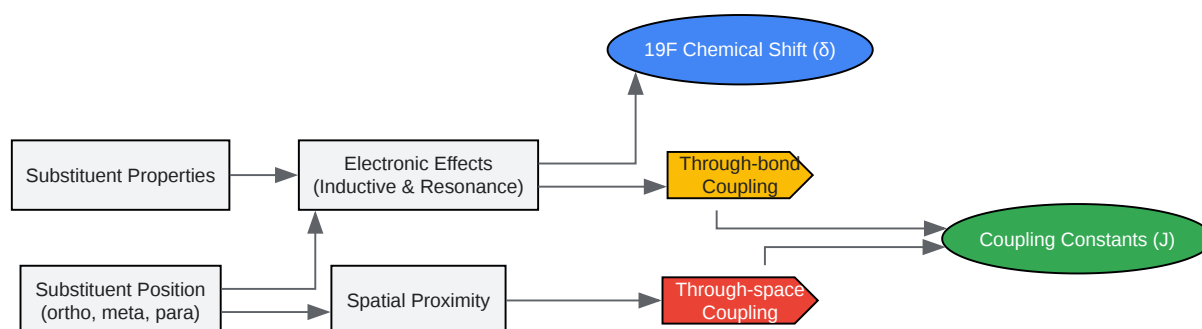 19F Chemical Shift (δ)
Substituent Properties
Electronic Effects
(Inductive & Resonance)
Through-bond
Coupling
Coupling Constants (J)
Substituent Position
(ortho, meta, para)
Spatial Proximity
Through-space
Coupling